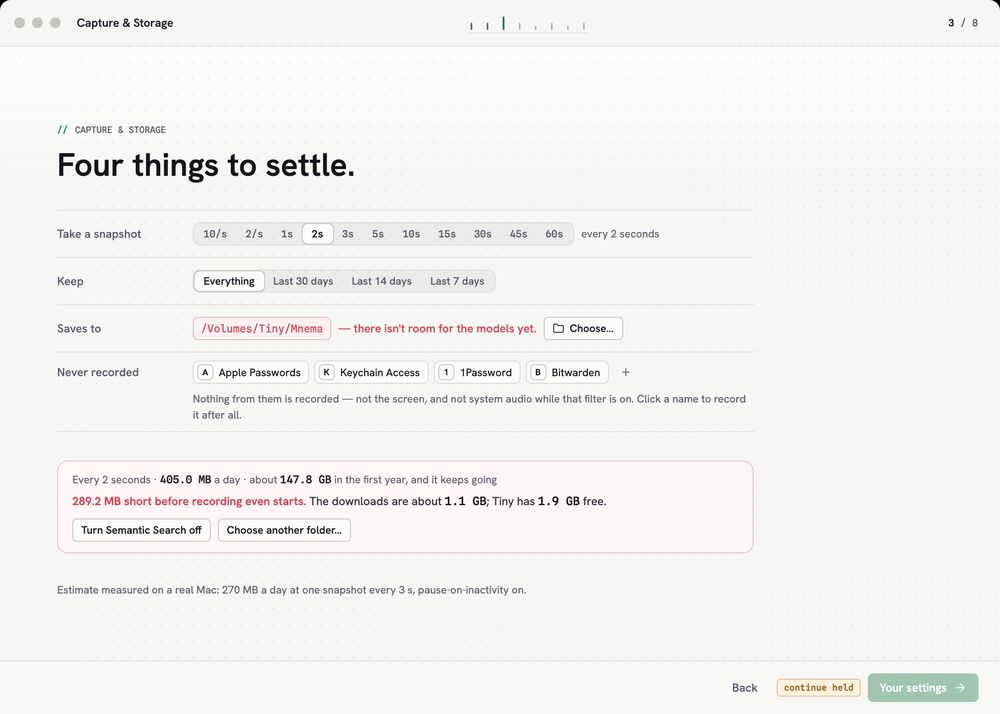 Capture & Storage
3 / 8
// CAPTURE & STORAGE
Four things to settle.
Take a snapshot 10/s 2/s 1s 2s 3s 5s 10s 15s 30s 45s 60s every 2 seconds
Keep Everything Last 30 days Last 14 days Last 7 days
Saves to /Volumes/Tiny/Mnema — there isn't room for the models yet. Choose…
Never recorded A Apple Passwords K Keychain Access 1 1Password B Bitwarden +
Nothing from them is recorded — not the screen, and not system audio while that filter is on. Click a name to record
it after all.
Every 2 seconds · 405.0 MB a day · about 147.8 GB in the first year, and it keeps going
289.2 MB short before recording even starts. The downloads are about 1.1 GB; Tiny has 1.9 GB free.
Turn Semantic Search off Choose another folder…
Estimate measured on a real Mac: 270 MB a day at one snapshot every 3 s, pause-on-inactivity on.
Back continue held Your settings →